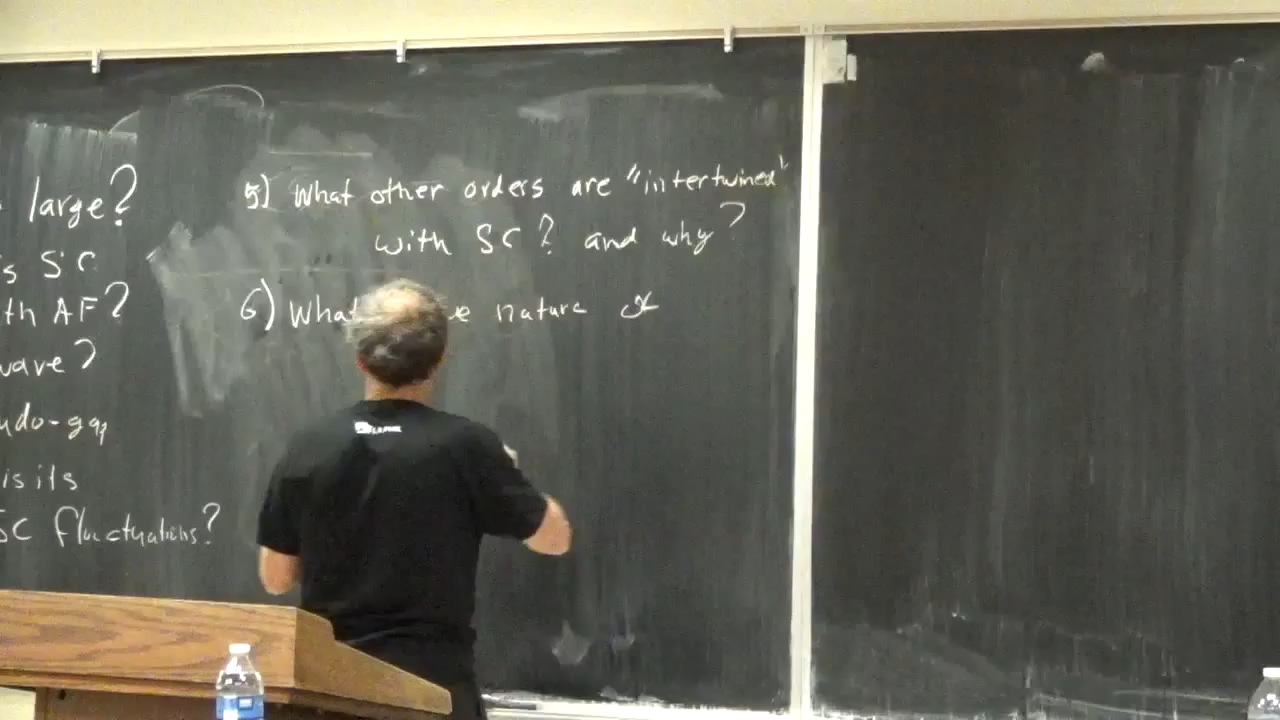 large?
s SC
th AF?
wave?
udo-gap
is its
SC fluctuations?
5) What other orders are "intertwined"
with SC? and why?
6) What e nature of